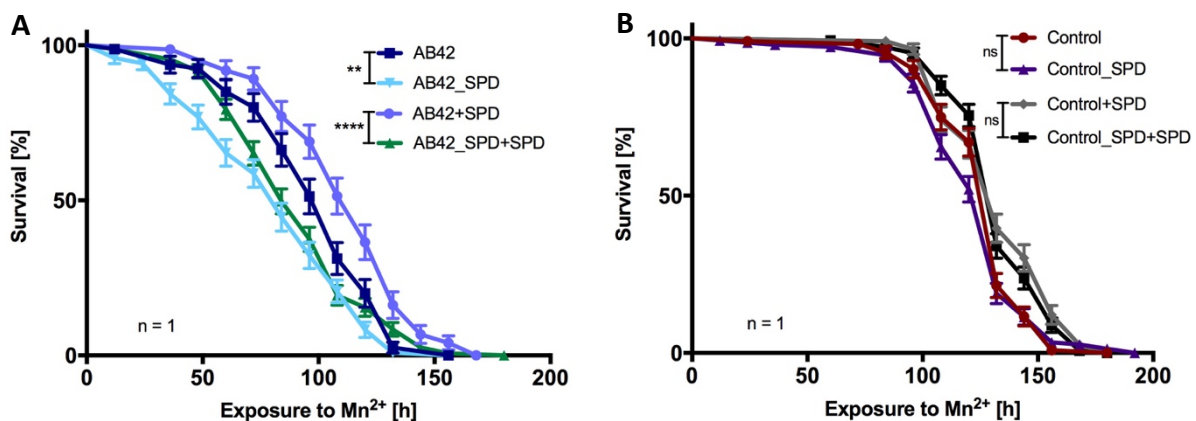 A
100
50
0
Survival [%]
AB42
AB42_SPD
AB42+SPD
AB42_SPD+SPD
**
****
n = 1
0
50
100
150
200
Exposure to Mn²⁺ [h]
B
100
50
0
Survival [%]
Control
Control_SPD
Control+SPD
Control_SPD+SPD
ns
ns
n = 1
0
50
100
150
200
Exposure to Mn²⁺ [h]